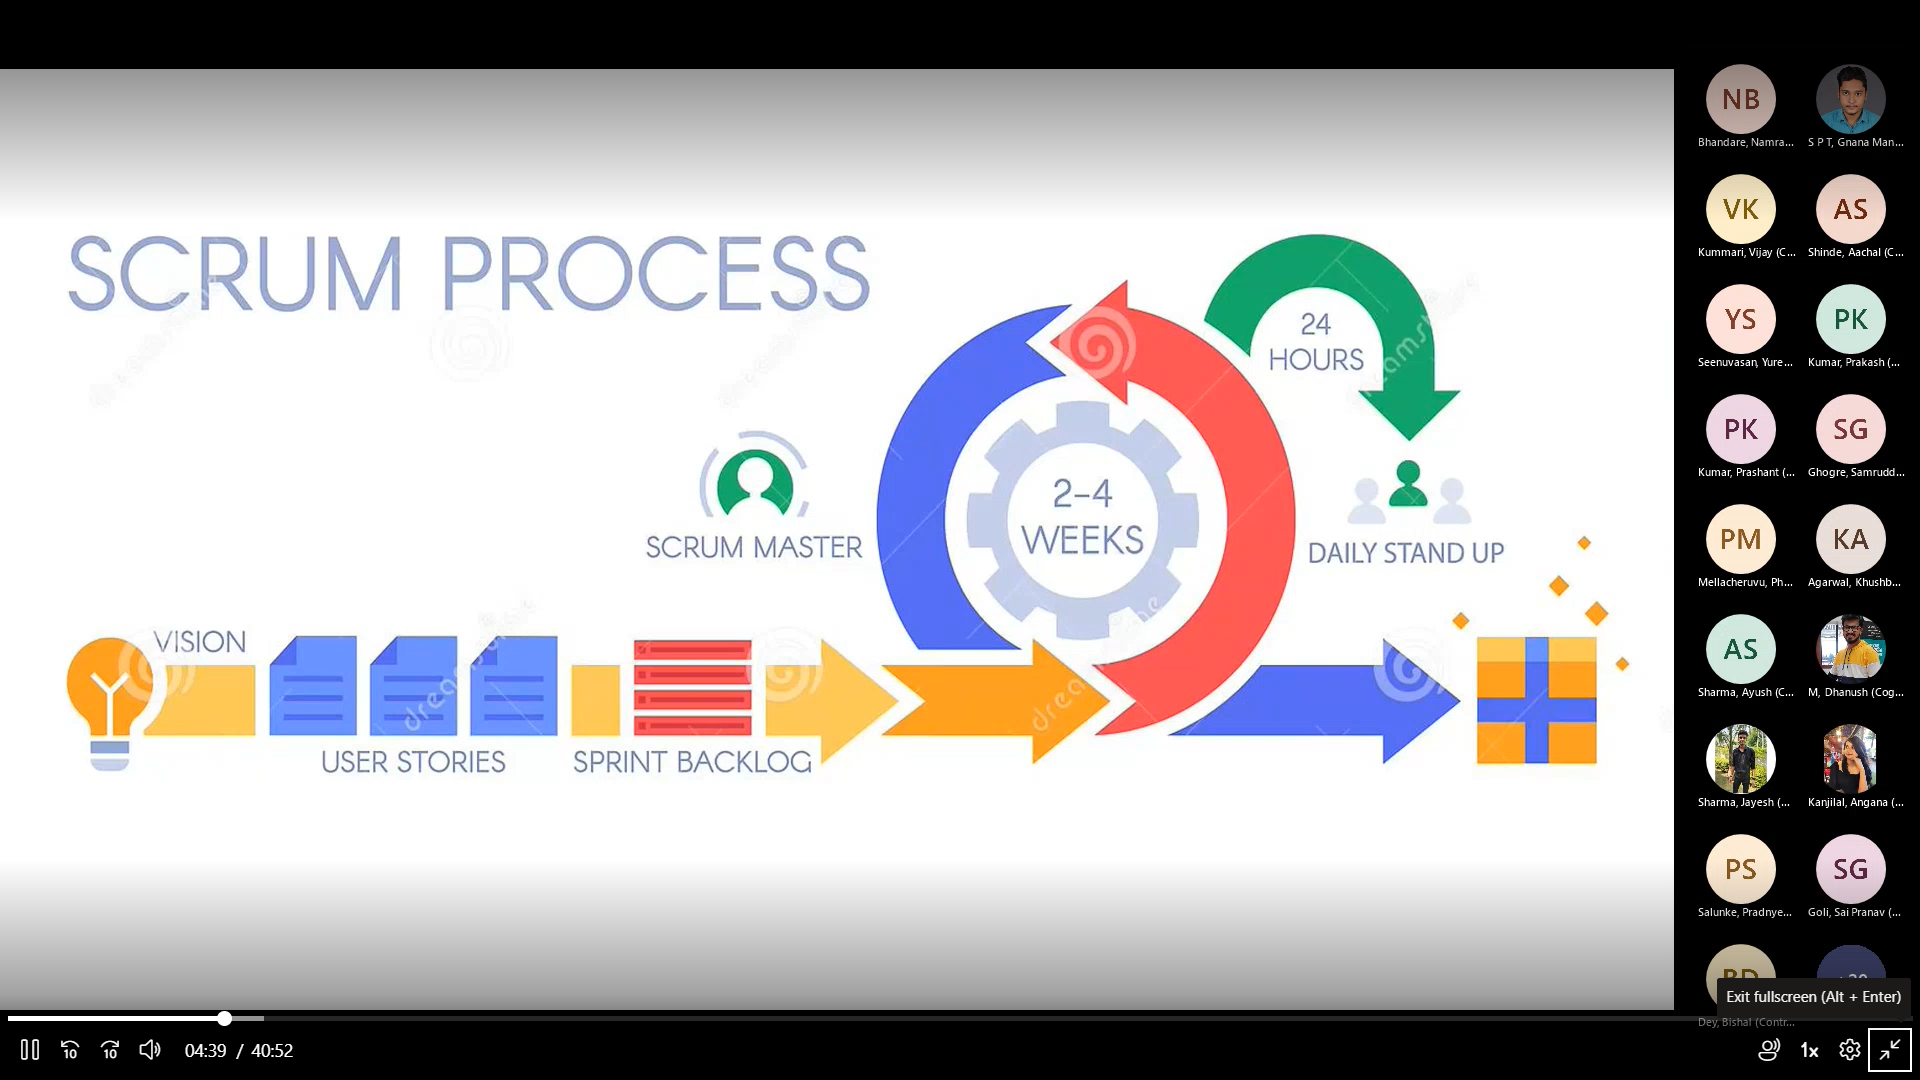 SCRUM PROCESS
24
HOURS
2-4
WEEKS
SCRUM MASTER
DAILY STAND UP
VISION
USER STORIES
SPRINT BACKLOG
dreamstime
NB
Bhandare, Namra...
S P T, Gnana Man...
VK
AS
Kummari, Vijay (C...
Shinde, Aachal (C...
YS
PK
Seenuvasan, Yure...
Kumar, Prakash (...
PK
SG
Kumar, Prashant (...
Ghogre, Samrudd...
PM
KA
Mellacheruvu, Ph...
Agarwal, Khushb...
AS
Sharma, Ayush (C...
M, Dhanush (Cog...
Sharma, Jayesh (...
Kanjilal, Angana (...
PS
SG
Salunke, Pradnye...
Goli, Sai Pranav (...
BD
Exit fullscreen (Alt + Enter)
Dey, Bishal (Contr...
10
10
04:39 / 40:52
1x